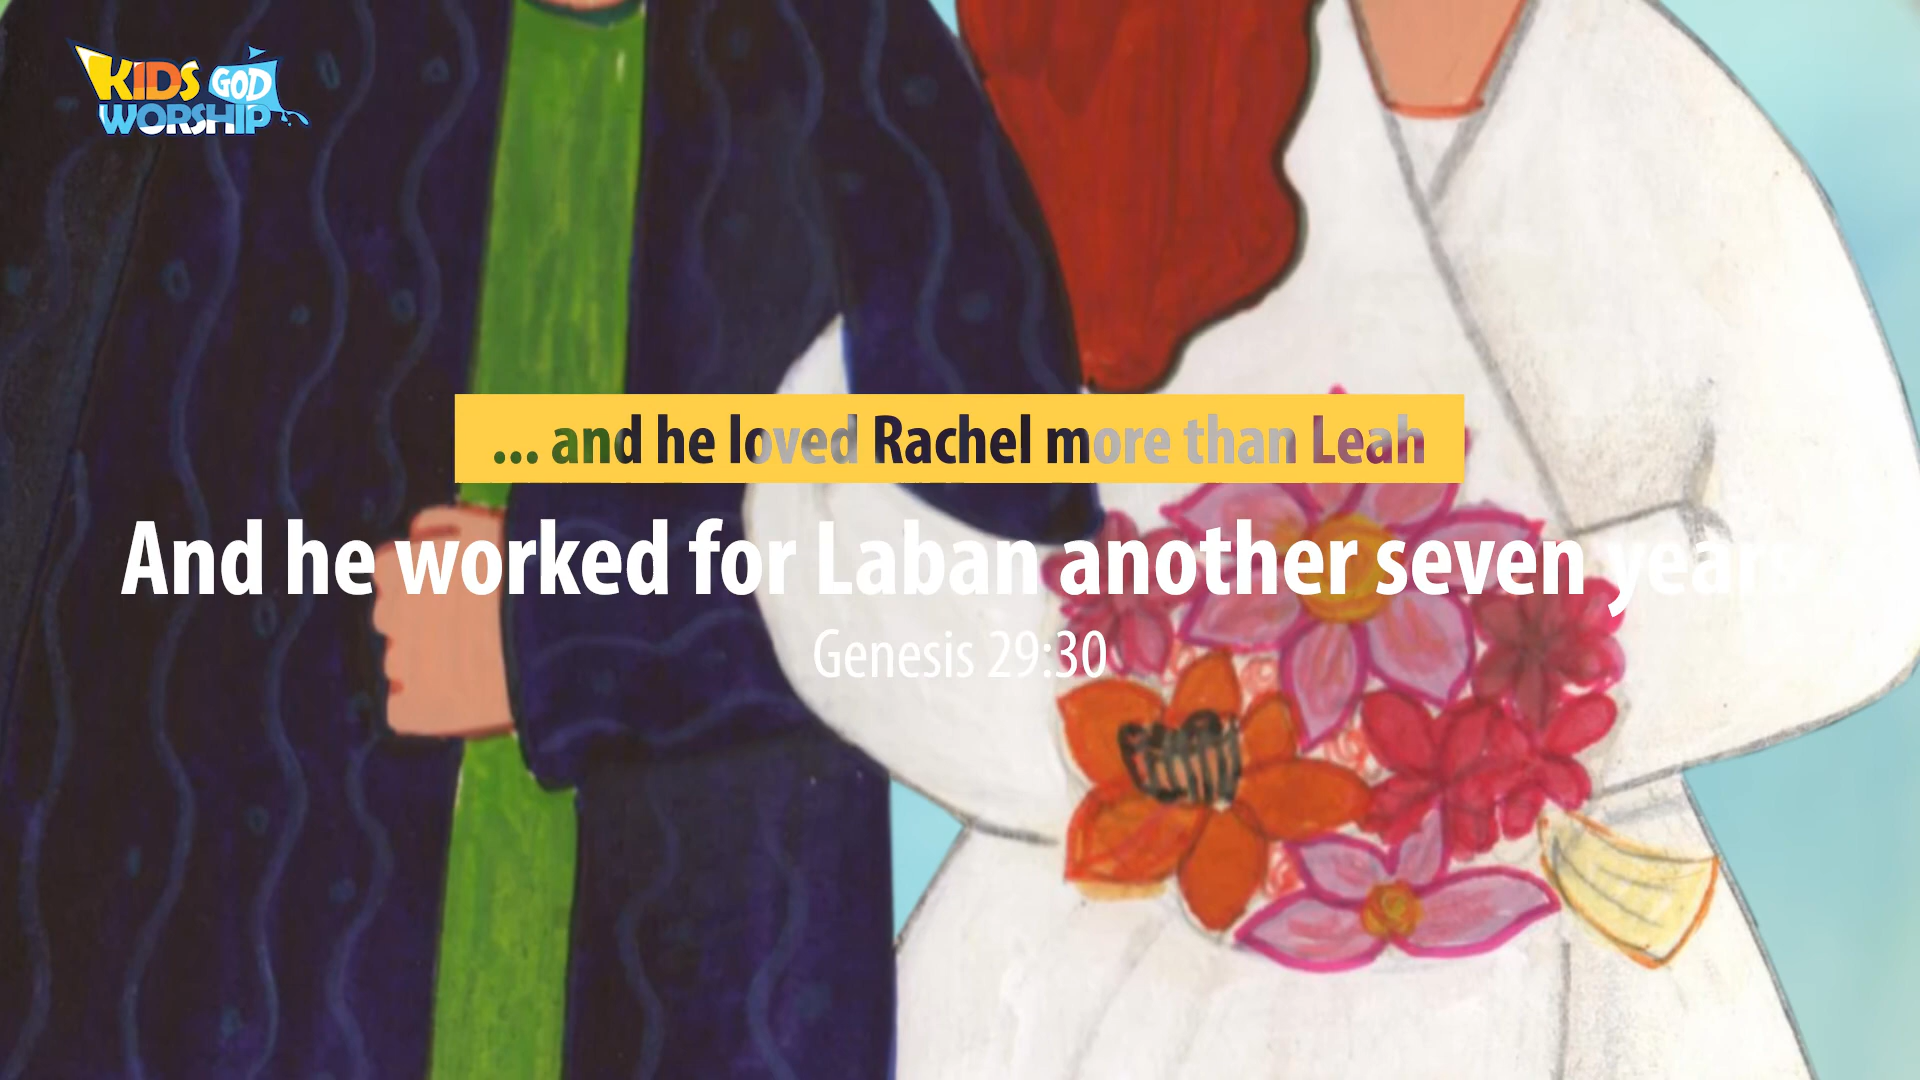 KIDS GOD
WORSHIP
... and he loved Rachel more than Leah
And he worked for Laban another seven
Genesis 29:30